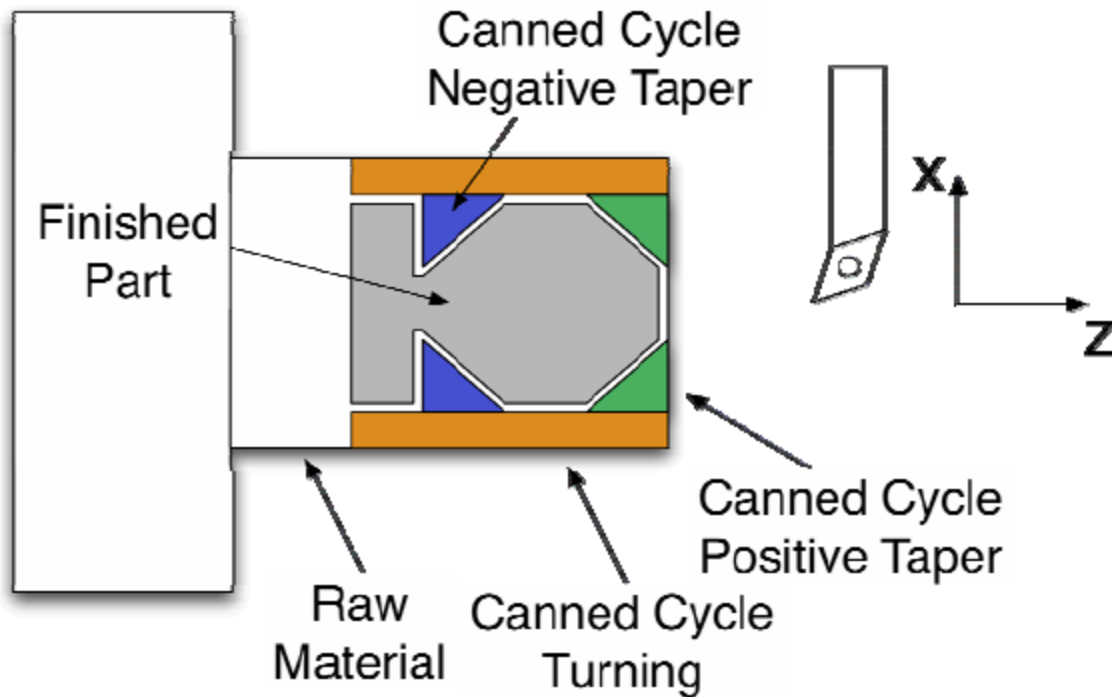 Canned Cycle
Negative Taper
Finished
Part
X
Z
Canned Cycle
Positive Taper
Raw
Material
Canned Cycle
Turning